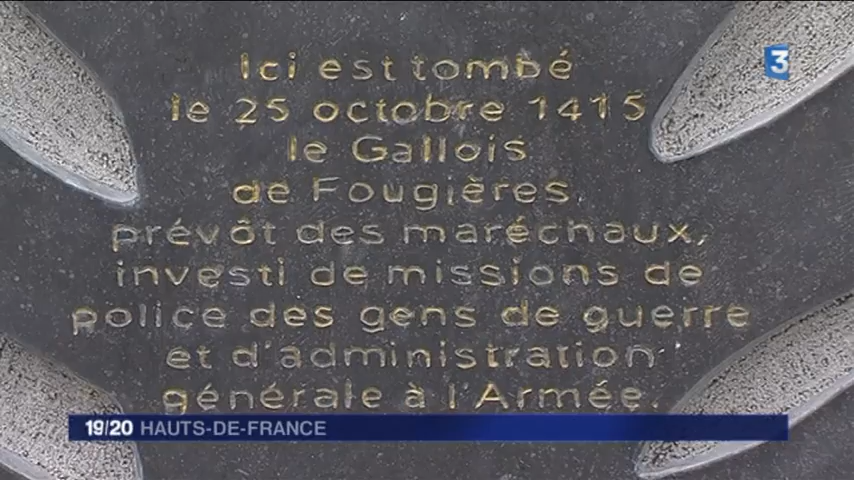 Ici est tombé
le 25 octobre 1415
le Gallois
de Fougières,
prévôt des maréchaux,
investi de missions de
police des gens de guerre
et d'administration
générale à l'Armée.
3
19/20 HAUTS-DE-FRANCE